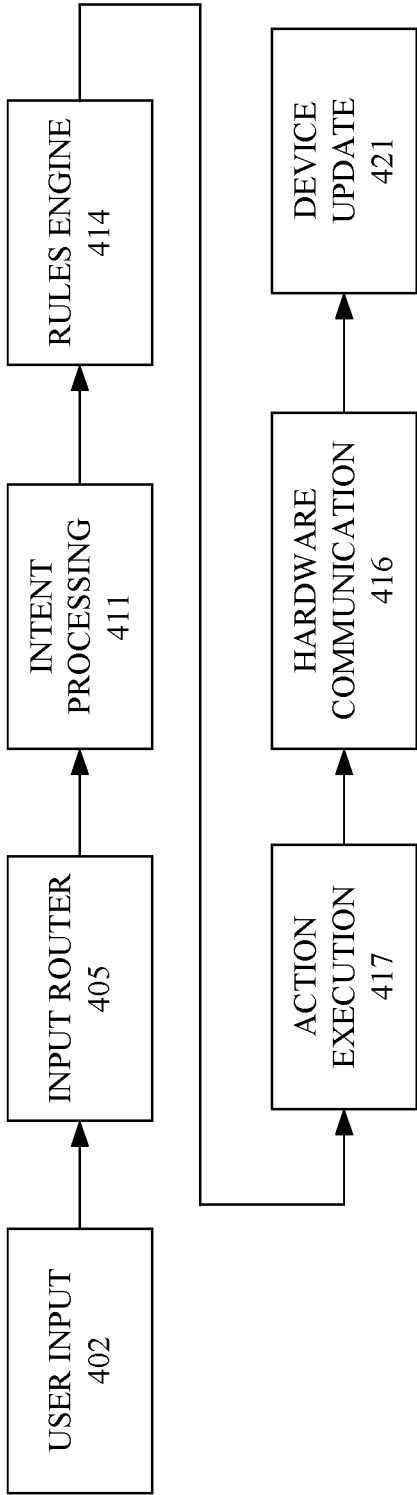 USER INPUT
402
INPUT ROUTER
405
INTENT
PROCESSING
411
RULES ENGINE
414
ACTION
EXECUTION
417
HARDWARE
COMMUNICATION
416
DEVICE
UPDATE
421